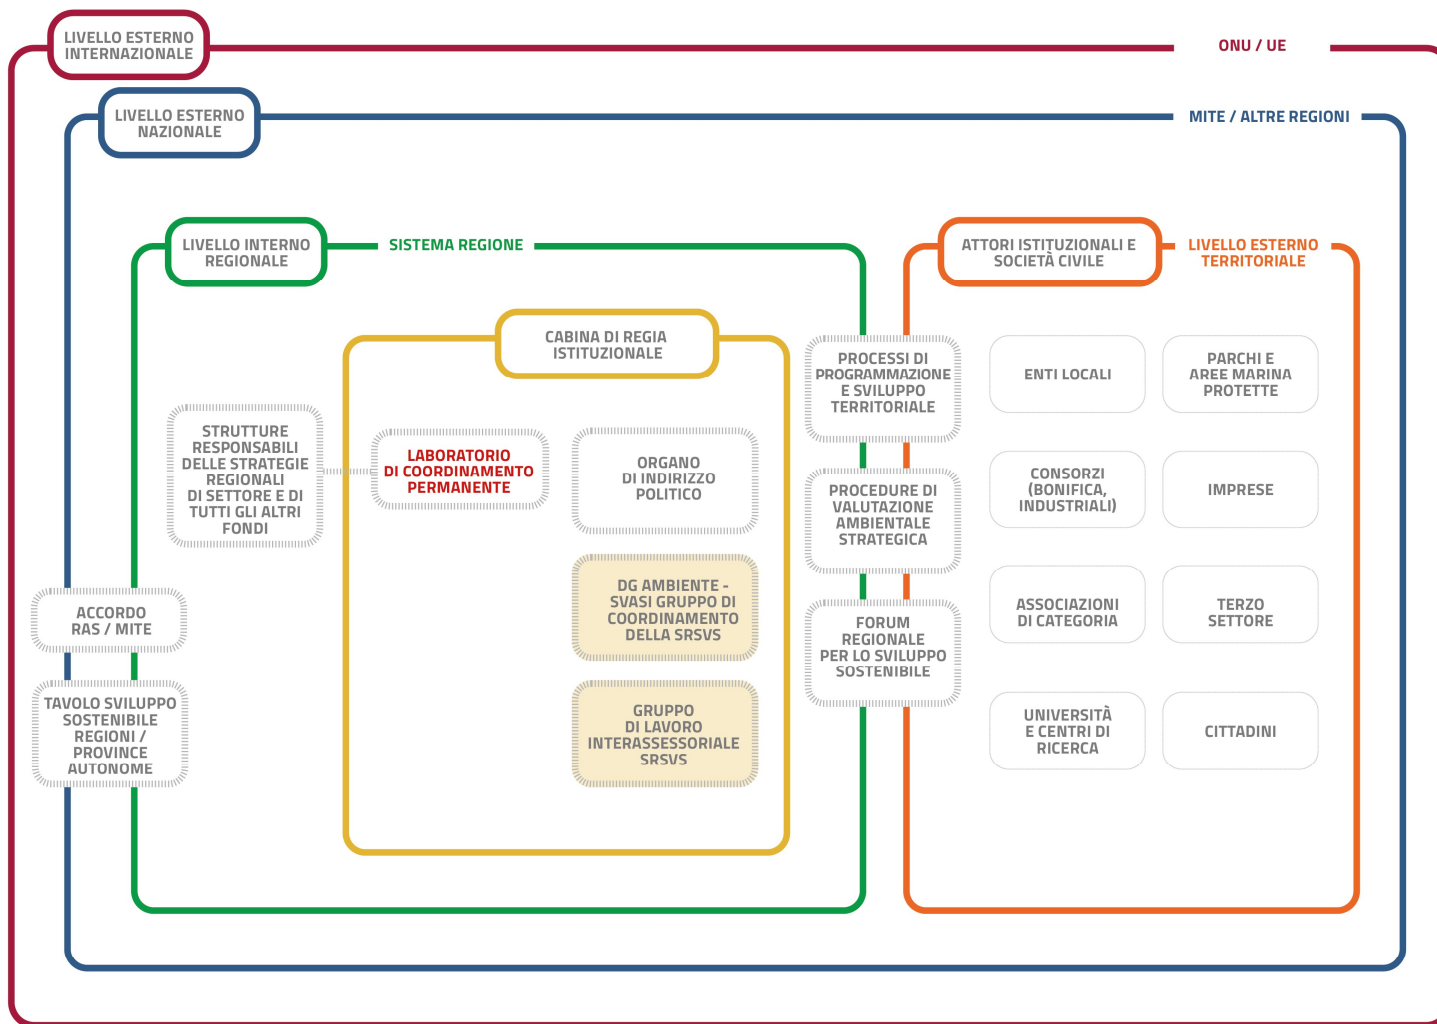 LIVELLO ESTERNO
INTERNAZIONALE
ONU / UE
LIVELLO ESTERNO
NAZIONALE
MITE / ALTRE REGIONI
LIVELLO INTERNO
REGIONALE
SISTEMA REGIONE
ATTORI ISTITUZIONALI E
SOCIETÀ CIVILE
LIVELLO ESTERNO
TERRITORIALE
CABINA DI REGIA
ISTITUZIONALE
STRUTTURE
RESPONSABILI
DELLE STRATEGIE
REGIONALI
DI SETTORE E DI
TUTTI GLI ALTRI
FONDI
LABORATORIO
DI COORDINAMENTO
PERMANENTE
ORGANO
DI INDIRIZZO
POLITICO
DG AMBIENTE -
SVASI GRUPPO DI
COORDINAMENTO
DELLA SRSVS
GRUPPO
DI LAVORO
INTERASSESSORIALE
SRSVS
ACCORDO
RAS / MITE
TAVOLO SVILUPPO
SOSTENIBILE
REGIONI /
PROVINCE
AUTONOME
PROCESSI DI
PROGRAMMAZIONE
E SVILUPPO
TERRITORIALE
PROCEDURE DI
VALUTAZIONE
AMBIENTALE
STRATEGICA
FORUM
REGIONALE
PER LO SVILUPPO
SOSTENIBILE
ENTI LOCALI
PARCHI E
AREE MARINA
PROTETTE
CONSORZI
(BONIFICA,
INDUSTRIALI)
IMPRESE
ASSOCIAZIONI
DI CATEGORIA
TERZO
SETTORE
UNIVERSITÀ
E CENTRI DI
RICERCA
CITTADINI